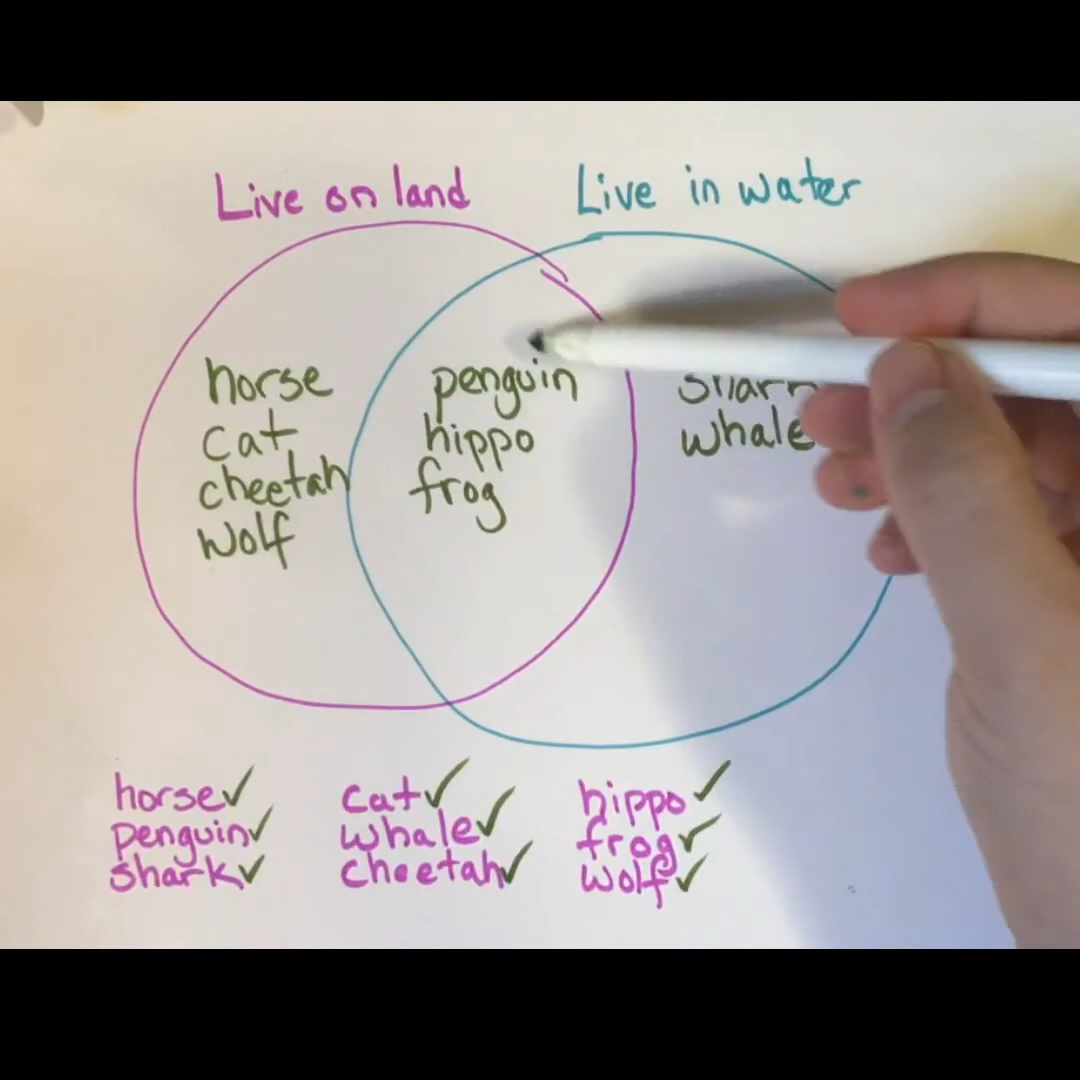 Live on land
Live in water
horse
cat
cheetah
wolf
penguin
hippo
frog
shark
whale
horse✓ cat✓ hippo✓
penguin✓ whale✓ frog✓
shark✓ cheetah✓ wolf✓